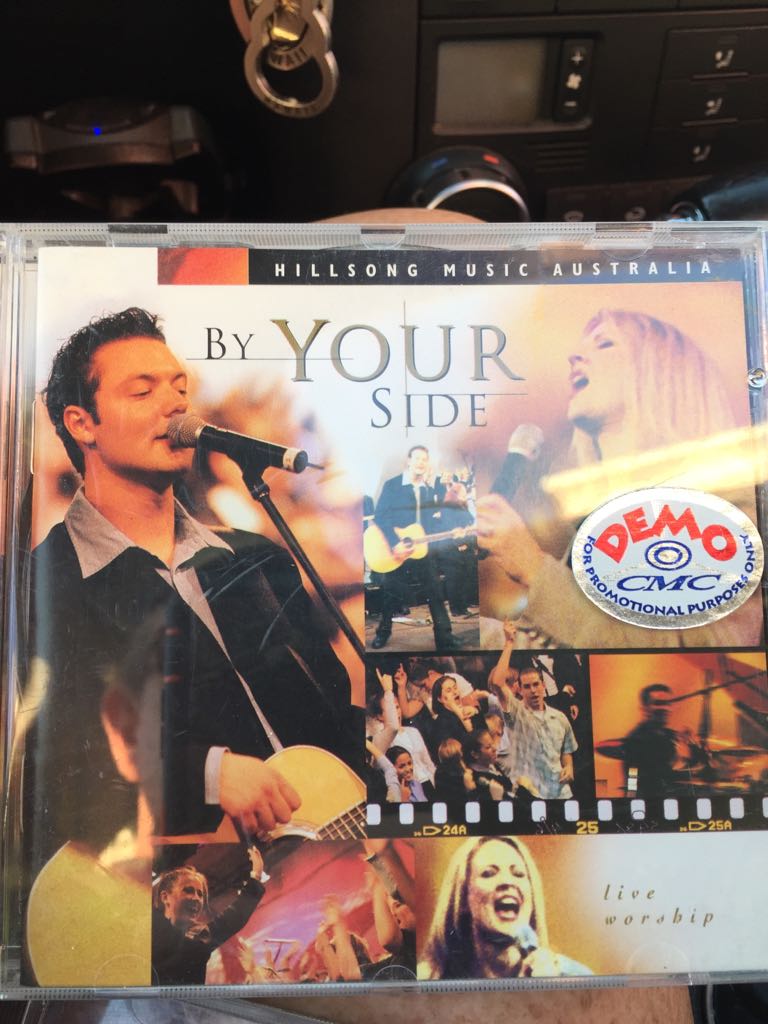 HILLSONG MUSIC AUSTRALIA
BY YOUR
SIDE
DEMO
CMC
FOR PROMOTIONAL PURPOSES ONLY
24A
25
25A
live
worship